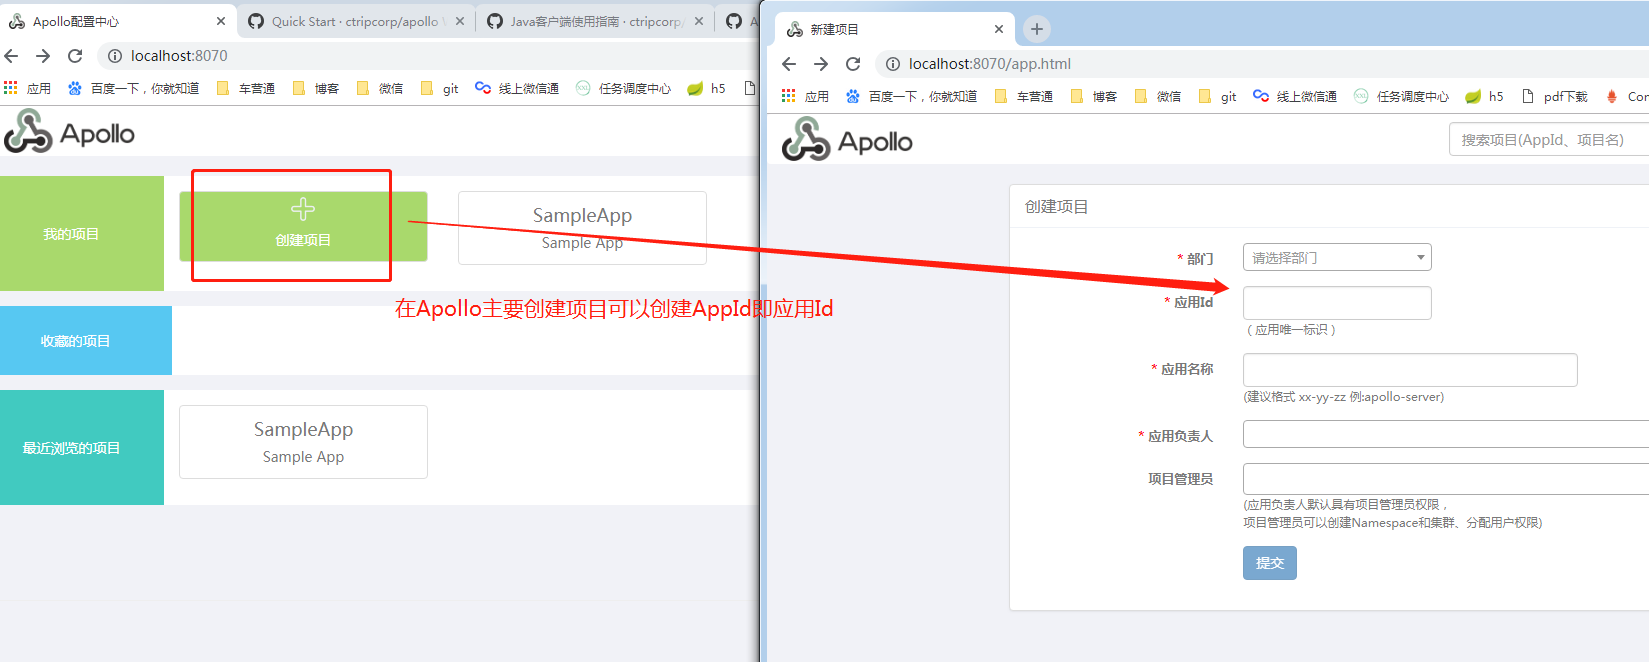 Apollo配置中心
Quick Start · ctripcorp/apollo
Java客户端使用指南 · ctripcorp/
localhost:8070
应用 百度一下，你就知道 车营通 博客 微信 git 线上微信通 任务调度中心 h5
Apollo
我的项目
创建项目
SampleApp
Sample App
在Apollo主要创建项目可以创建AppId即应用Id
收藏的项目
最近浏览的项目
SampleApp
Sample App
新建项目
localhost:8070/app.html
应用 百度一下，你就知道 车营通 博客 微信 git 线上微信通 任务调度中心 h5 pdf下载 Con
Apollo
搜索项目(AppId、项目名)
创建项目
* 部门 请选择部门
* 应用Id
（应用唯一标识）
* 应用名称
(建议格式 xx-yy-zz 例:apollo-server)
* 应用负责人
项目管理员
(应用负责人默认具有项目管理员权限，
项目管理员可以创建Namespace和集群、分配用户权限)
提交